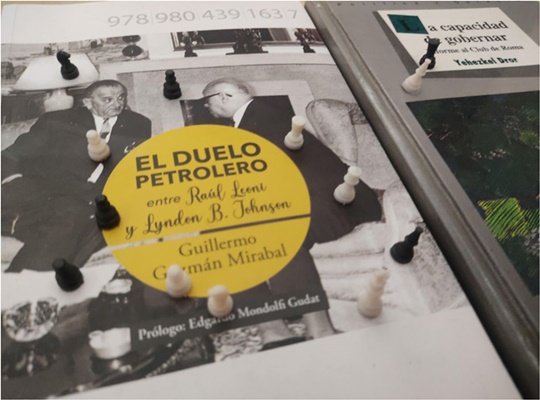 978 980 439 163 7
EL DUELO
PETROLERO
entre Raúl Leoni
y Lyndon B. Johnson
Guillermo
Guzmán Mirabal
Prólogo: Edgardo Mondolfi Gudat
La capacidad
de gobernar
Informe al Club de Roma
Yehezkel Dror